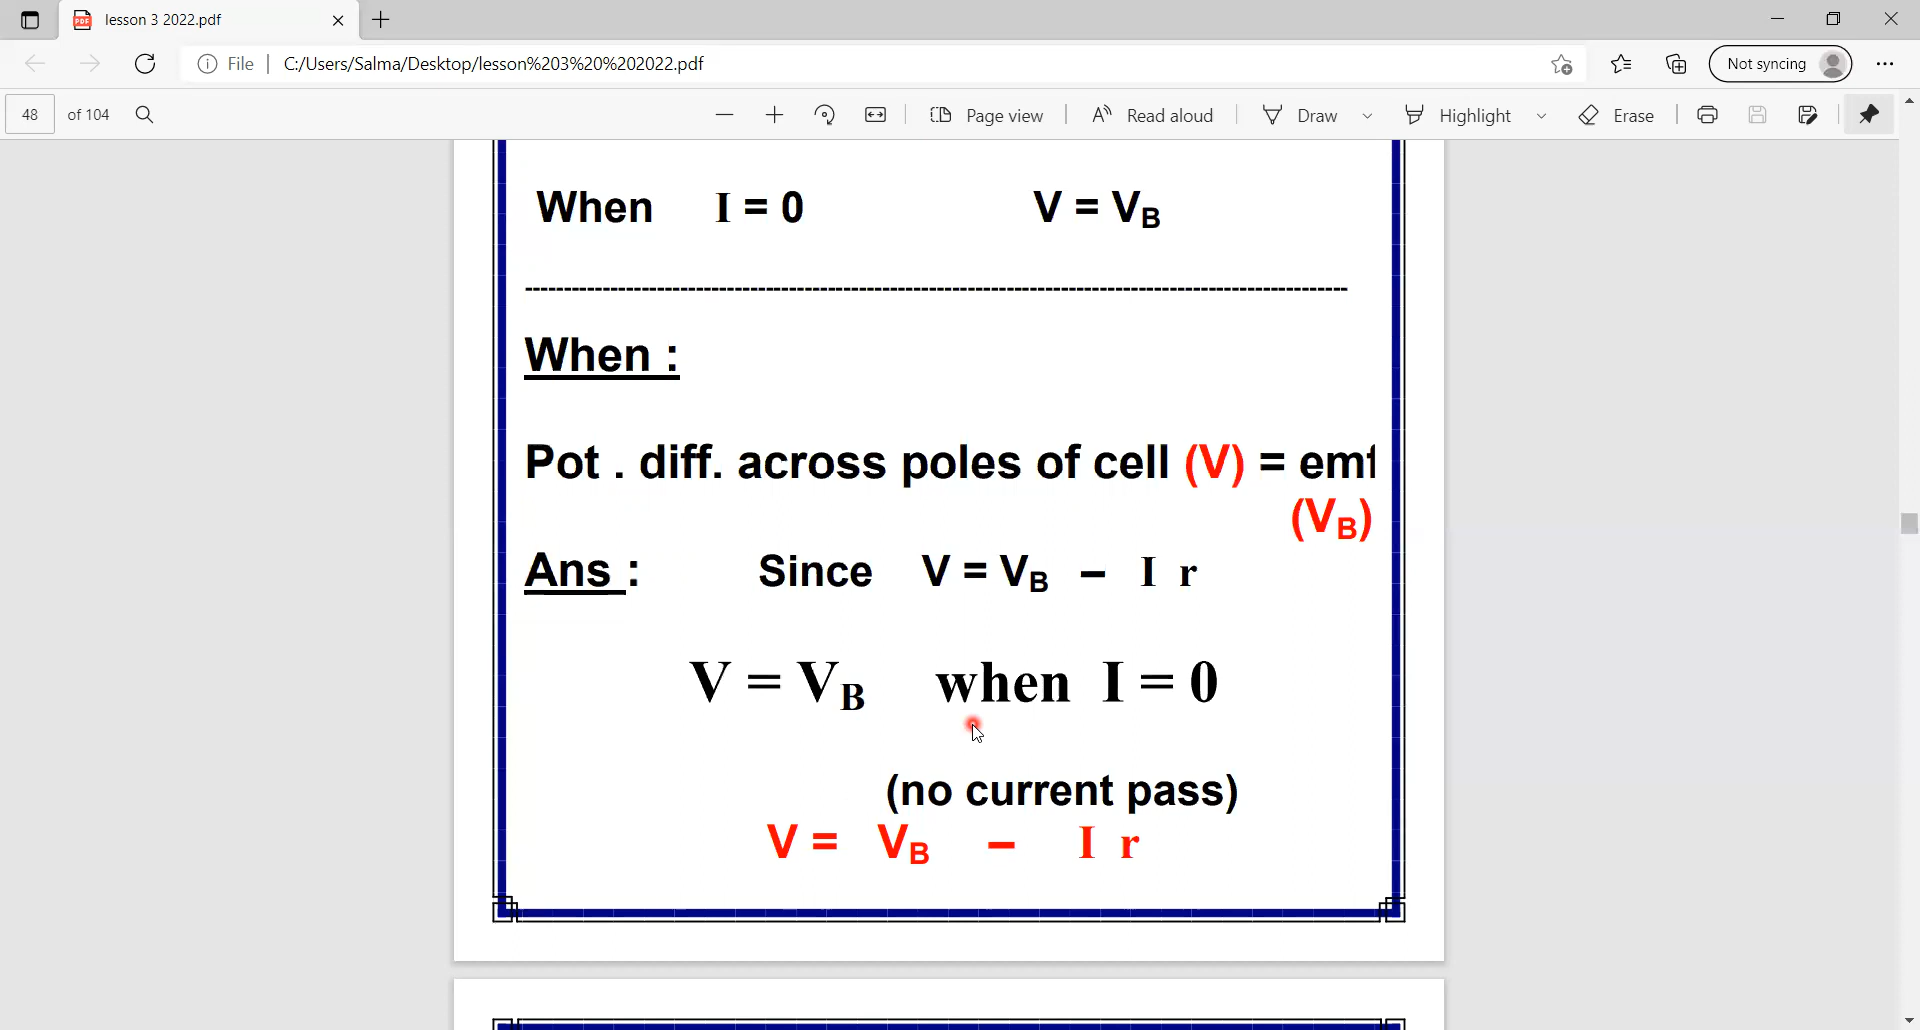 lesson 3 2022.pdf
File C:/Users/Salma/Desktop/lesson%203%20%202022.pdf
Not syncing
48 of 104
Page view
Read aloud
Draw
Highlight
Erase
When I = 0 V = VB
When :
Pot . diff. across poles of cell (V) = emf
(VB)
Ans : Since V = VB – I r
V = VB when I = 0
(no current pass)
V = VB – I r